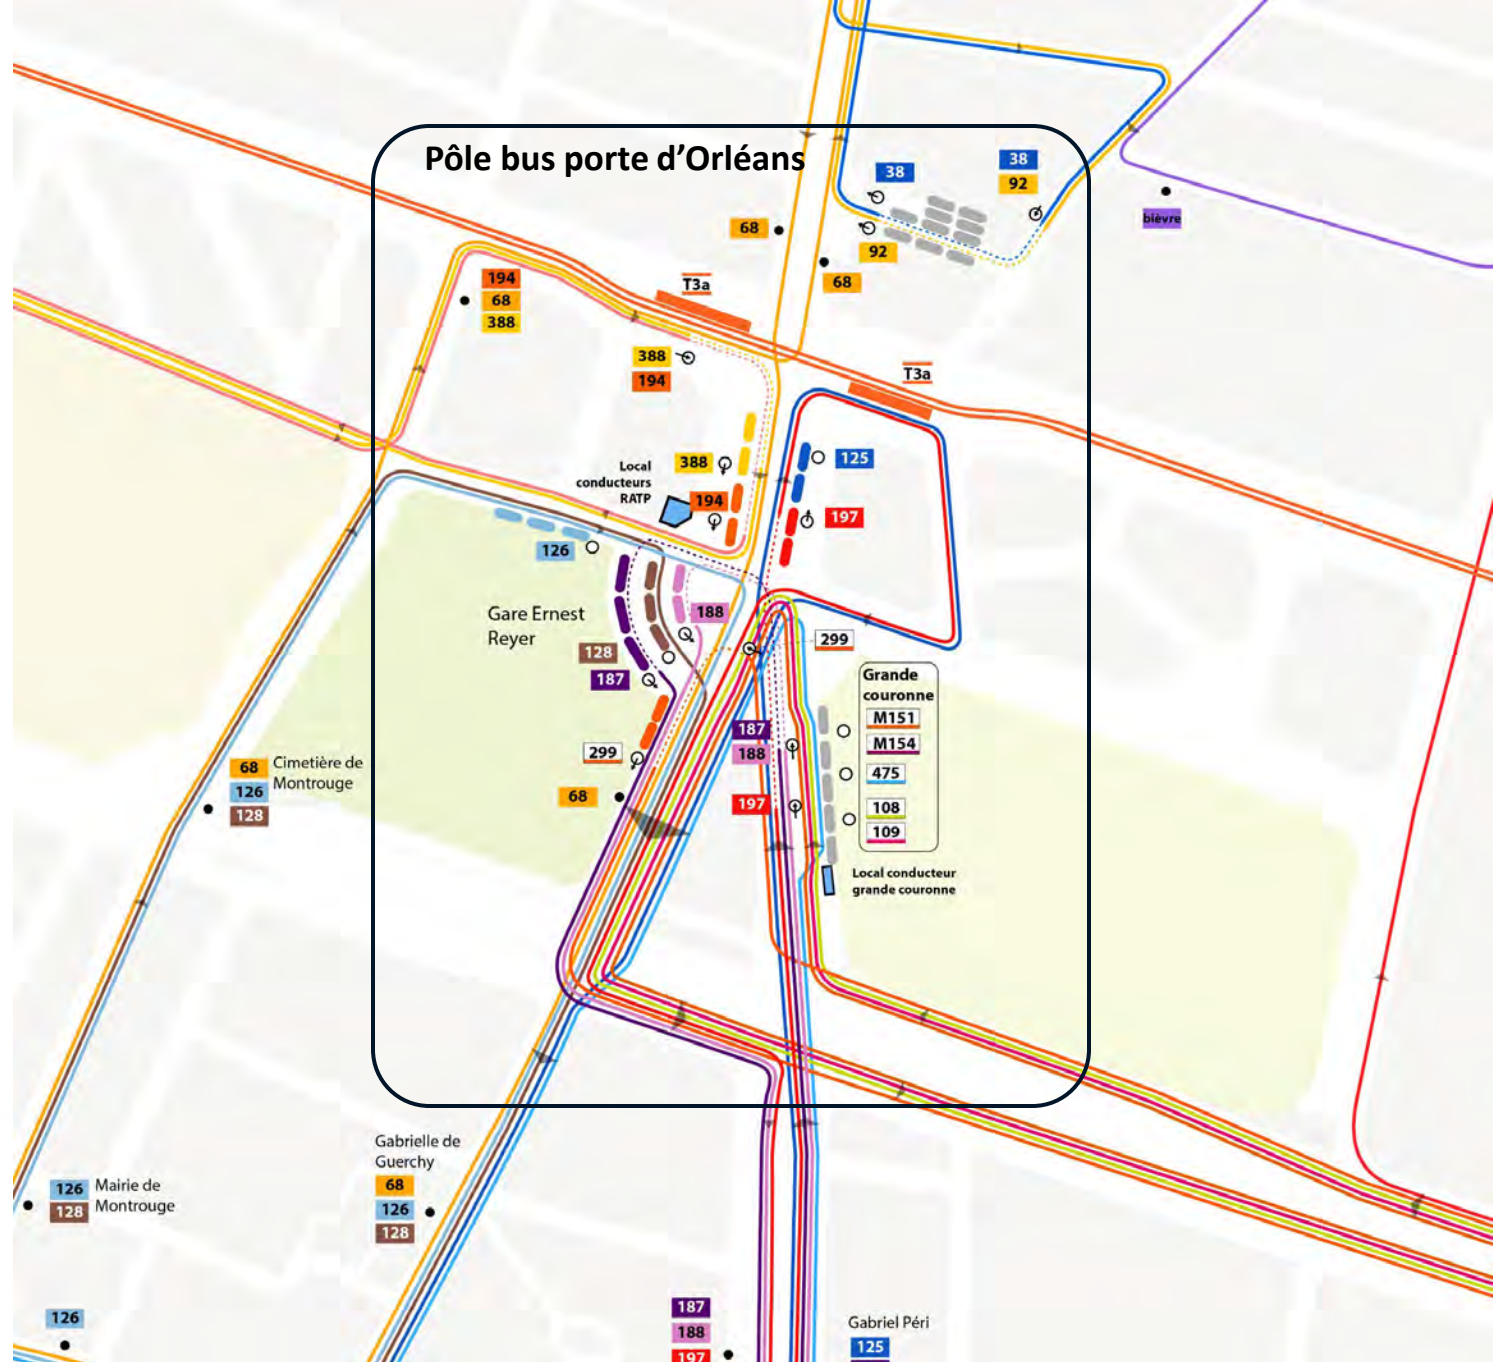 Pôle bus porte d’Orléans
38
38
92
bièvre
68
92
68
T3a
194
68
388
388
194
T3a
Local
conducteurs
RATP
388
194
125
197
126
Gare Ernest
Reyer
188
128
187
299
299
68
187
188
197
Grande
couronne
M151
M154
475
108
109
Local conducteur
grande couronne
68
126
128
Cimetière de
Montrouge
Gabrielle de
Guerchy
68
126
128
126
128
Mairie de
Montrouge
126
187
188
197
Gabriel Péri
125